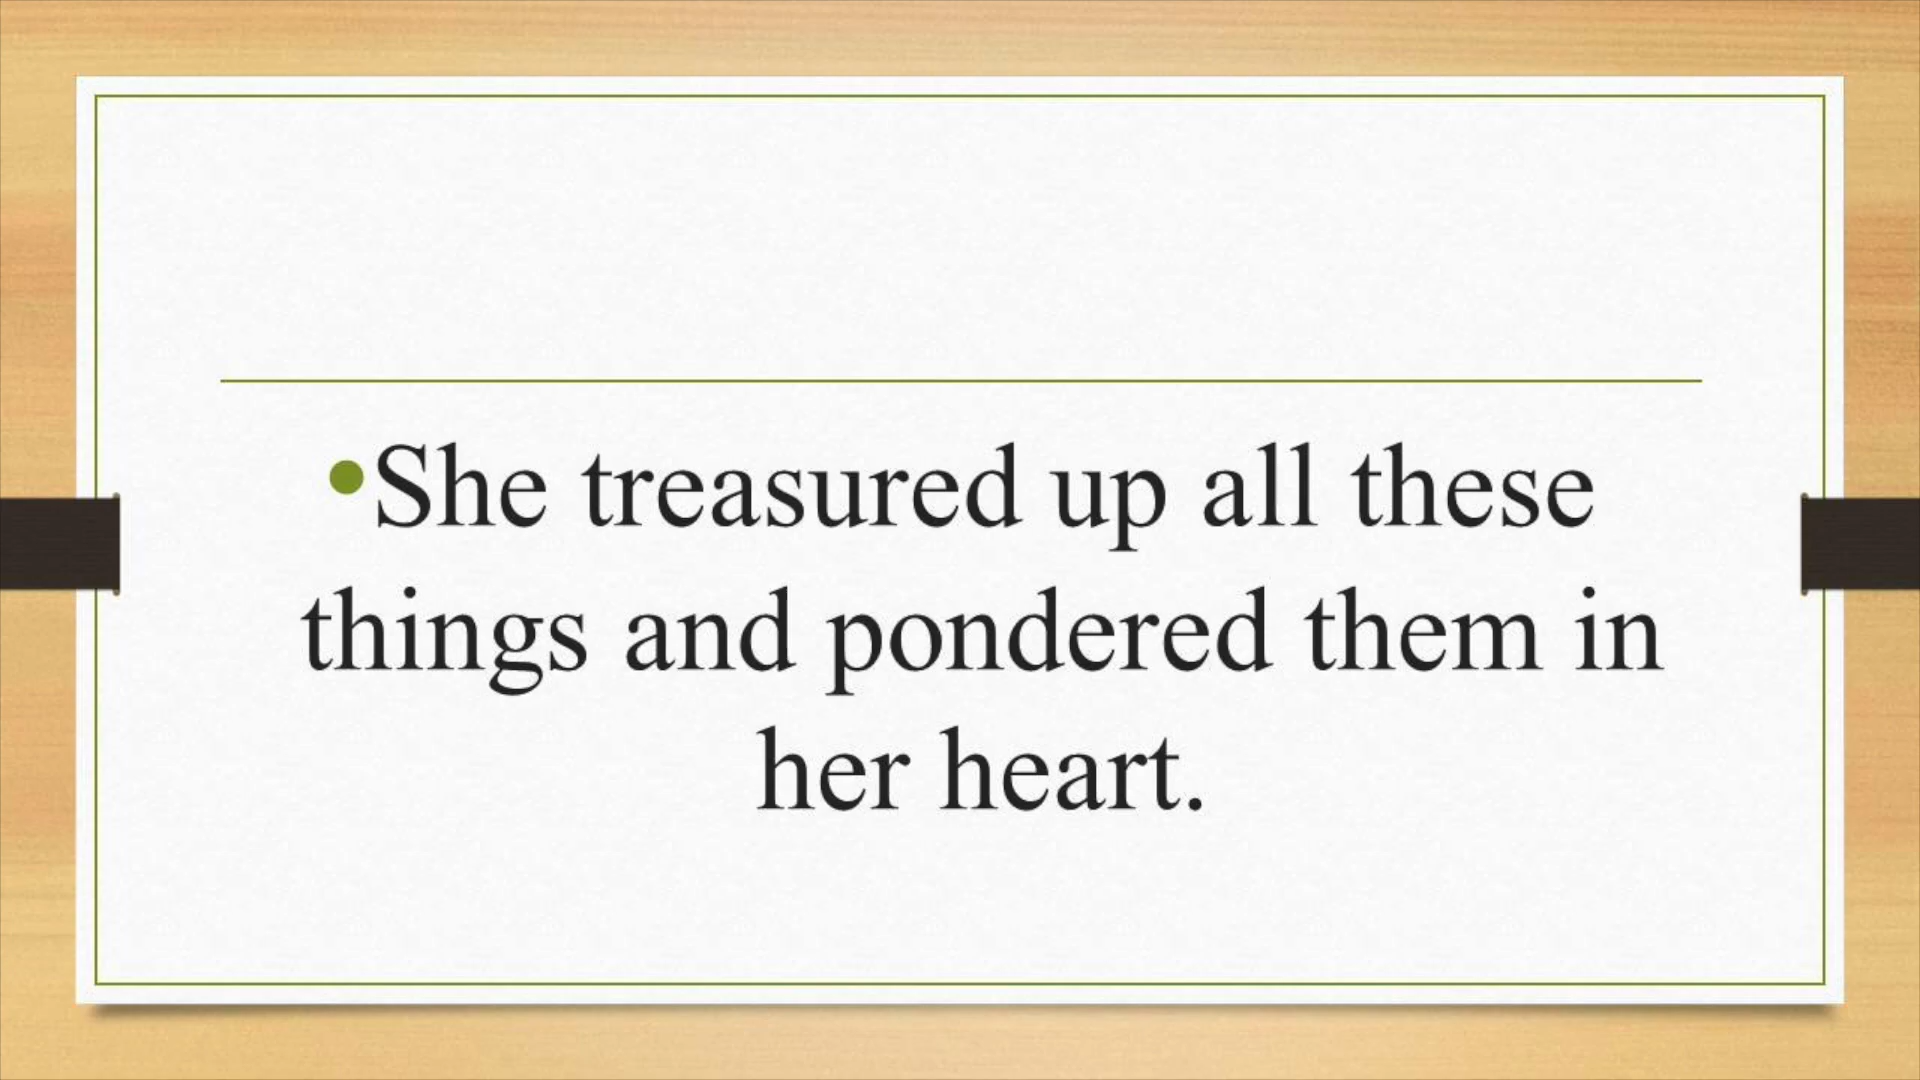 •She treasured up all these
things and pondered them in
her heart.